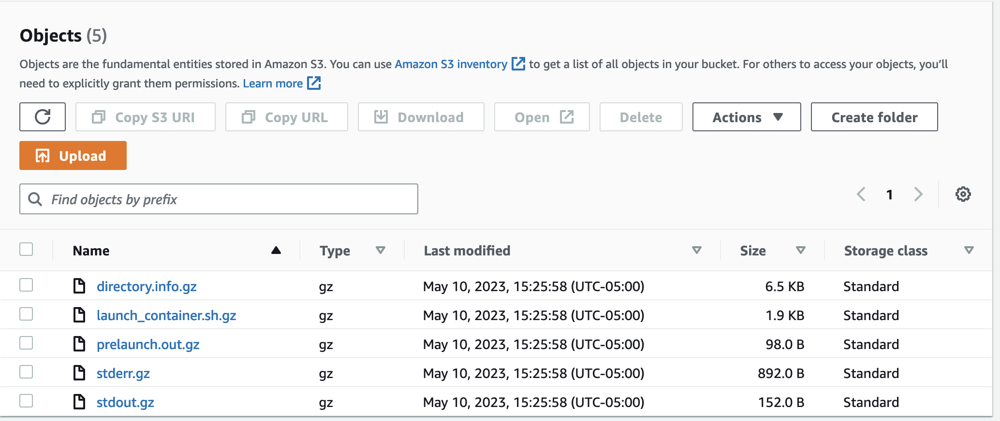 Objects (5)
Objects are the fundamental entities stored in Amazon S3. You can use Amazon S3 inventory to get a list of all objects in your bucket. For others to access your objects, you’ll
need to explicitly grant them permissions. Learn more
Copy S3 URI Copy URL Download Open Delete Actions Create folder
Upload
Find objects by prefix 1
Name Type Last modified Size Storage class
directory.info.gz gz May 10, 2023, 15:25:58 (UTC-05:00) 6.5 KB Standard
launch_container.sh.gz gz May 10, 2023, 15:25:58 (UTC-05:00) 1.9 KB Standard
prelaunch.out.gz gz May 10, 2023, 15:25:58 (UTC-05:00) 98.0 B Standard
stderr.gz gz May 10, 2023, 15:25:58 (UTC-05:00) 892.0 B Standard
stdout.gz gz May 10, 2023, 15:25:58 (UTC-05:00) 152.0 B Standard